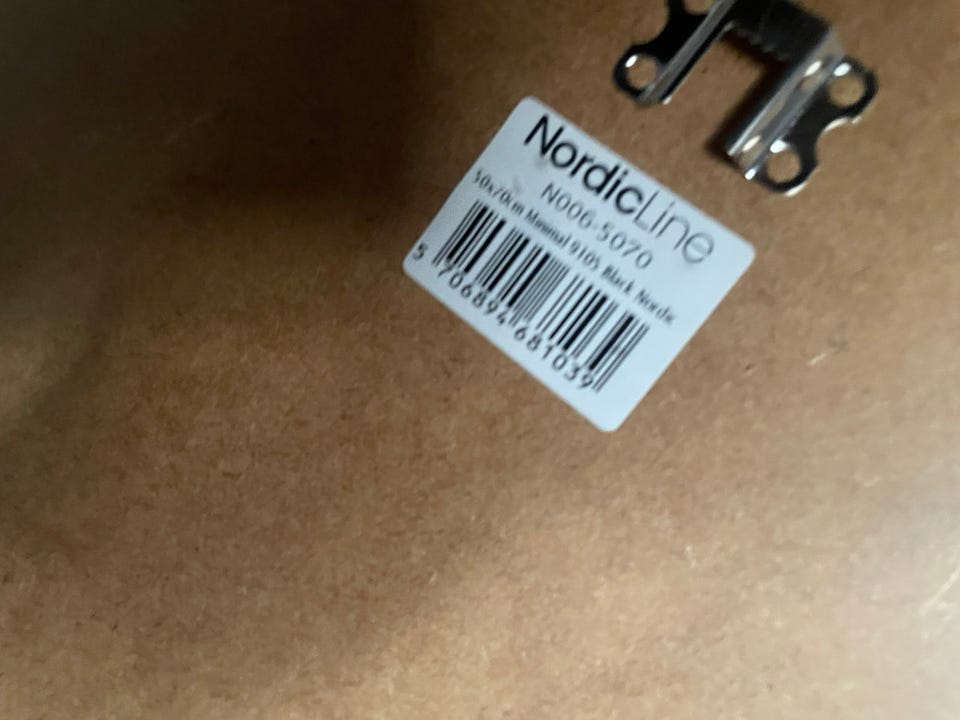 NordicLine
N006-5070
50x70cm Minimal 9105 Black Nordic
5 706894 681039